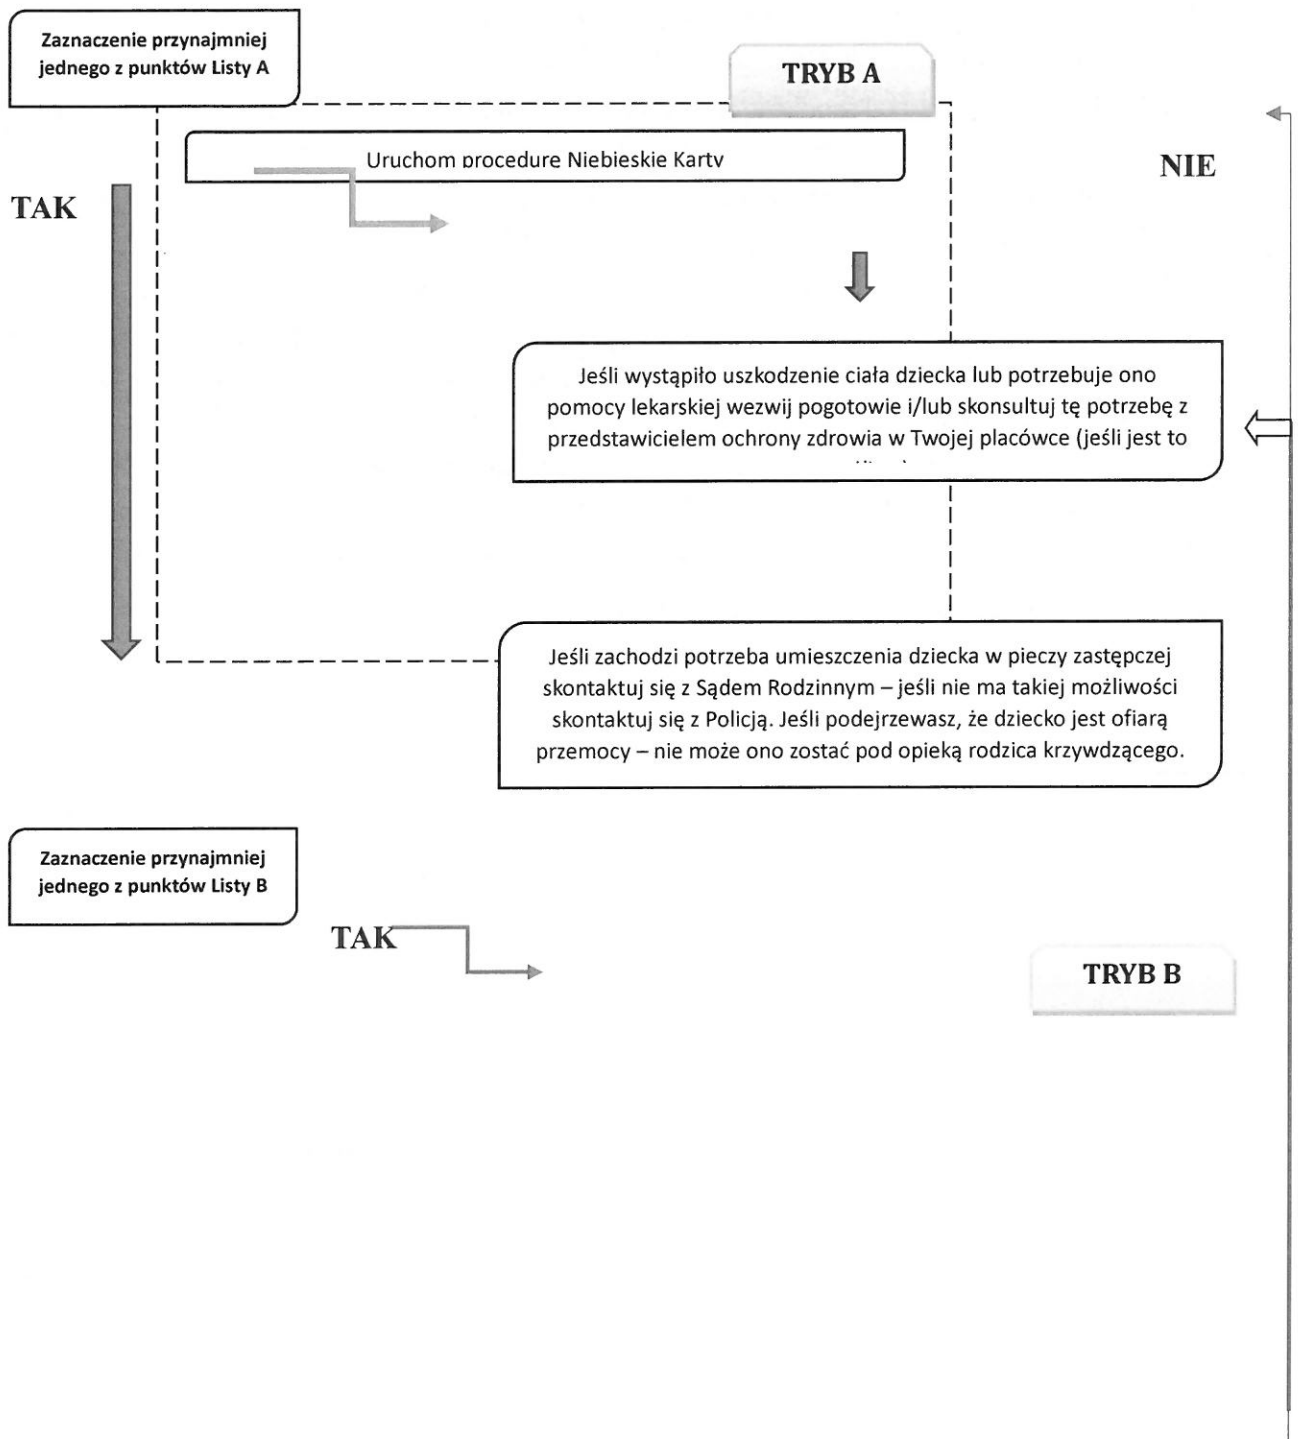 Zaznaczenie przynajmniej
jednego z punktów Listy A
TRYB A
Uruchom procedurę Niebieskie Karty
NIE
TAK
Jeśli wystąpiło uszkodzenie ciała dziecka lub potrzebuje ono
pomocy lekarskiej wezwij pogotowie i/lub skonsultuj tę potrzebę z
przedstawicielem ochrony zdrowia w Twojej placówce (jeśli jest to
Jeśli zachodzi potrzeba umieszczenia dziecka w pieczy zastępczej
skontaktuj się z Sądem Rodzinnym – jeśli nie ma takiej możliwości
skontaktuj się z Policją. Jeśli podejrzewasz, że dziecko jest ofiarą
przemocy – nie może ono zostać pod opieką rodzica krzywdzącego.
Zaznaczenie przynajmniej
jednego z punktów Listy B
TAK
TRYB B